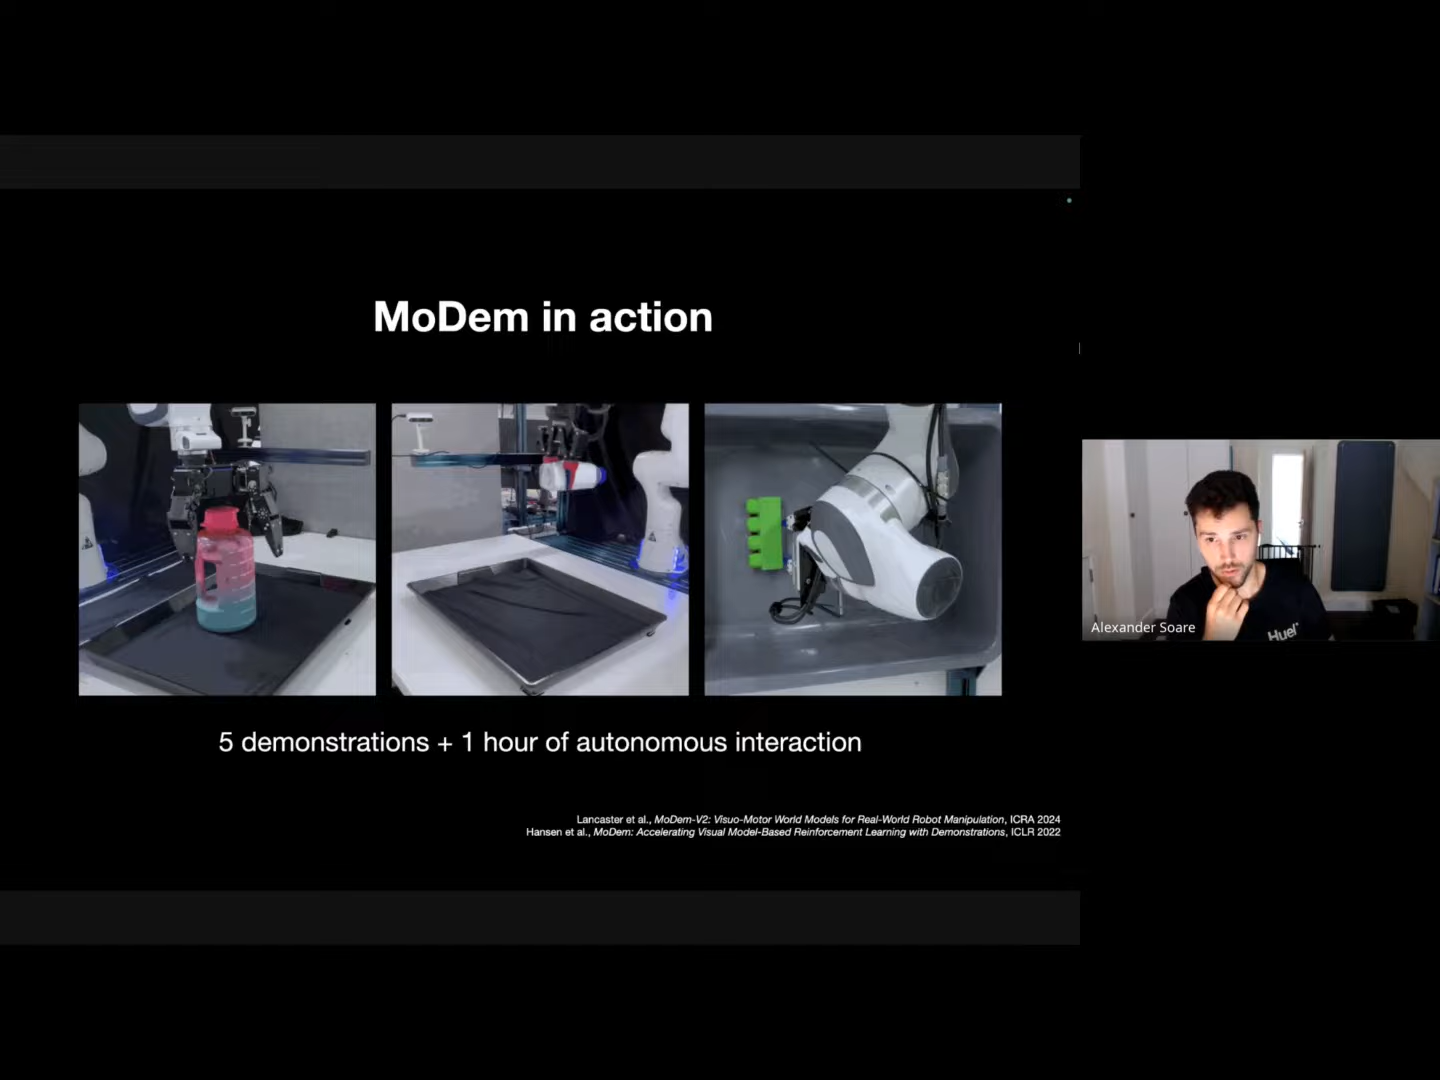 MoDem in action
5 demonstrations + 1 hour of autonomous interaction
Lancaster et al., MoDem-V2: Visuo-Motor World Models for Real-World Robot Manipulation, ICRA 2024
Hansen et al., MoDem: Accelerating Visual Model-Based Reinforcement Learning with Demonstrations, ICLR 2022
Alexander Soare
Huel